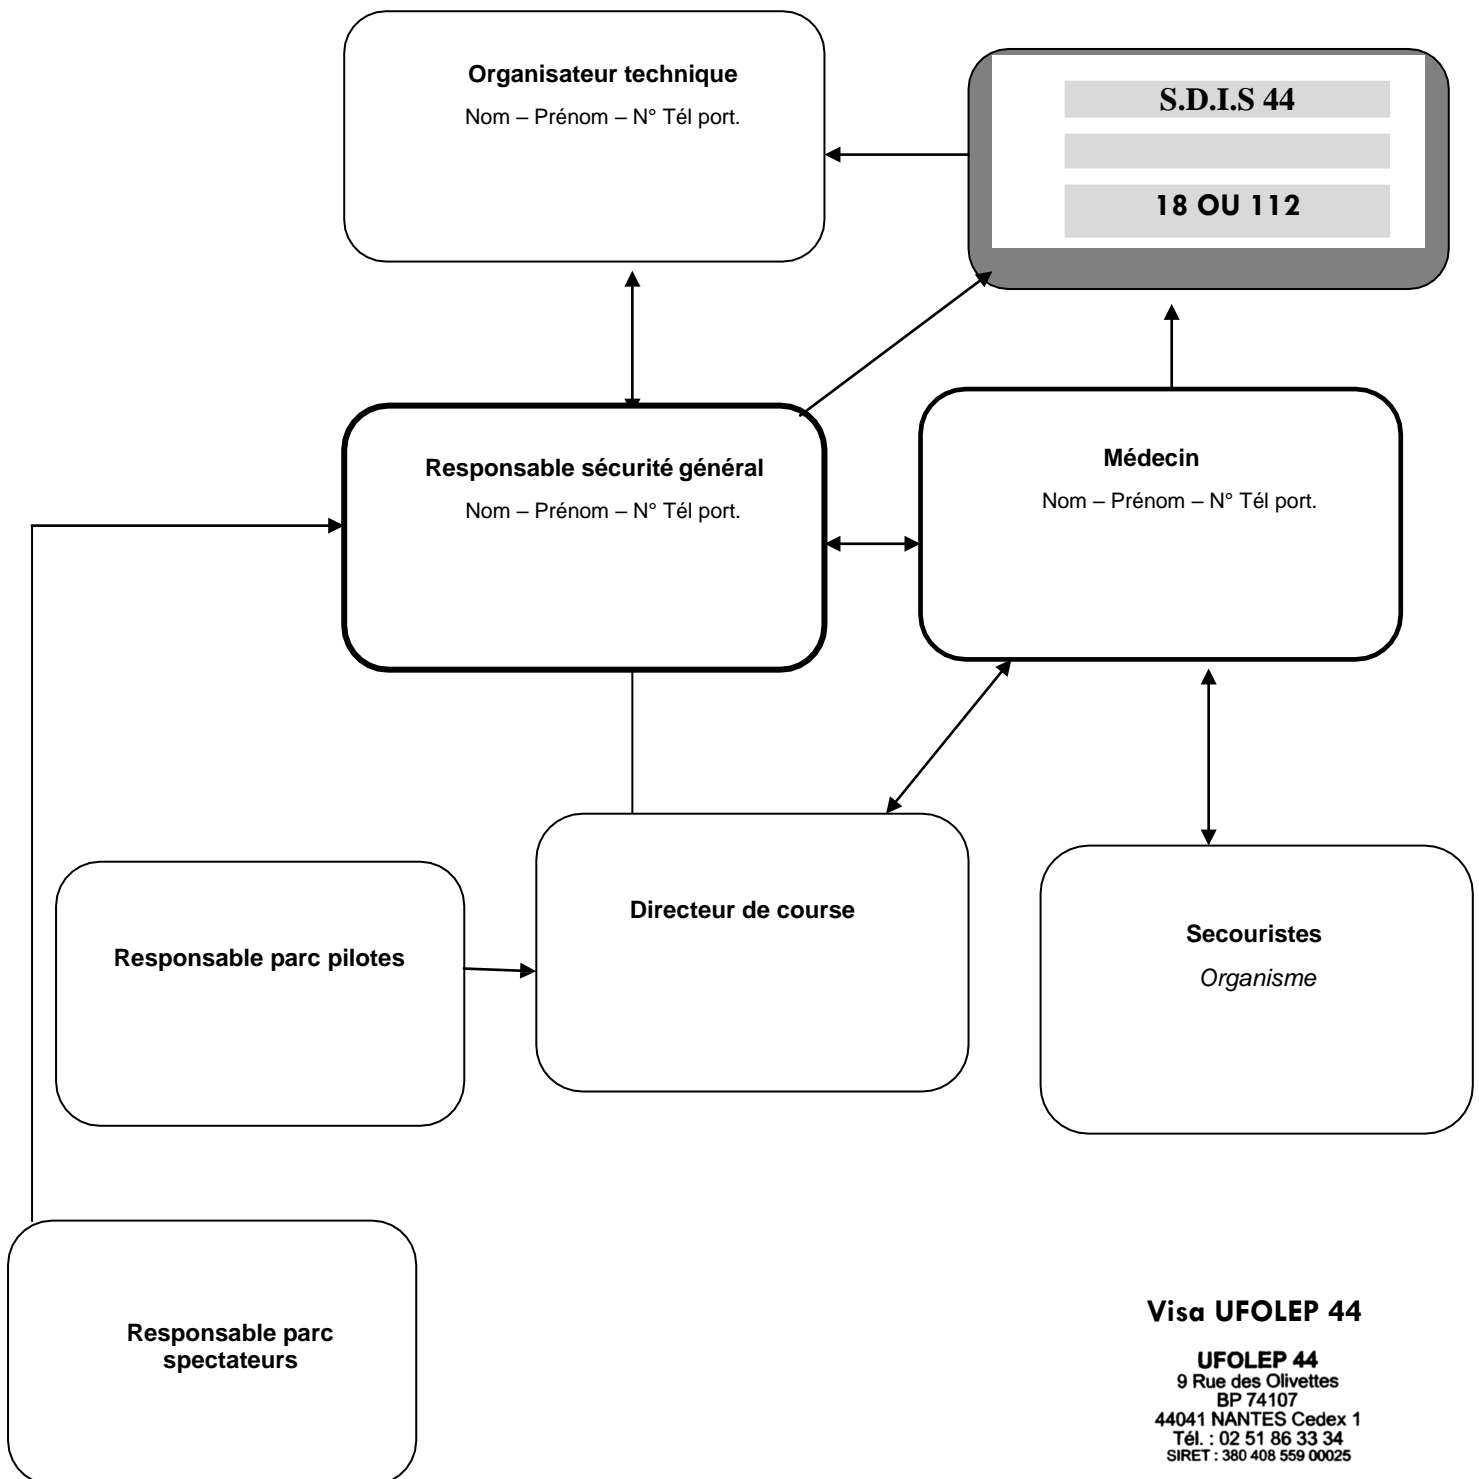 Organisateur technique
Nom – Prénom – N° Tél port.
S.D.I.S 44
18 OU 112
Responsable sécurité général
Nom – Prénom – N° Tél port.
Médecin
Nom – Prénom – N° Tél port.
Directeur de course
Responsable parc pilotes
Secouristes
Organisme
Responsable parc
spectateurs
Visa UFOLEP 44
UFOLEP 44
9 Rue des Olivettes
BP 74107
44041 NANTES Cedex 1
Tél. : 02 51 86 33 34
SIRET : 380 408 559 00025